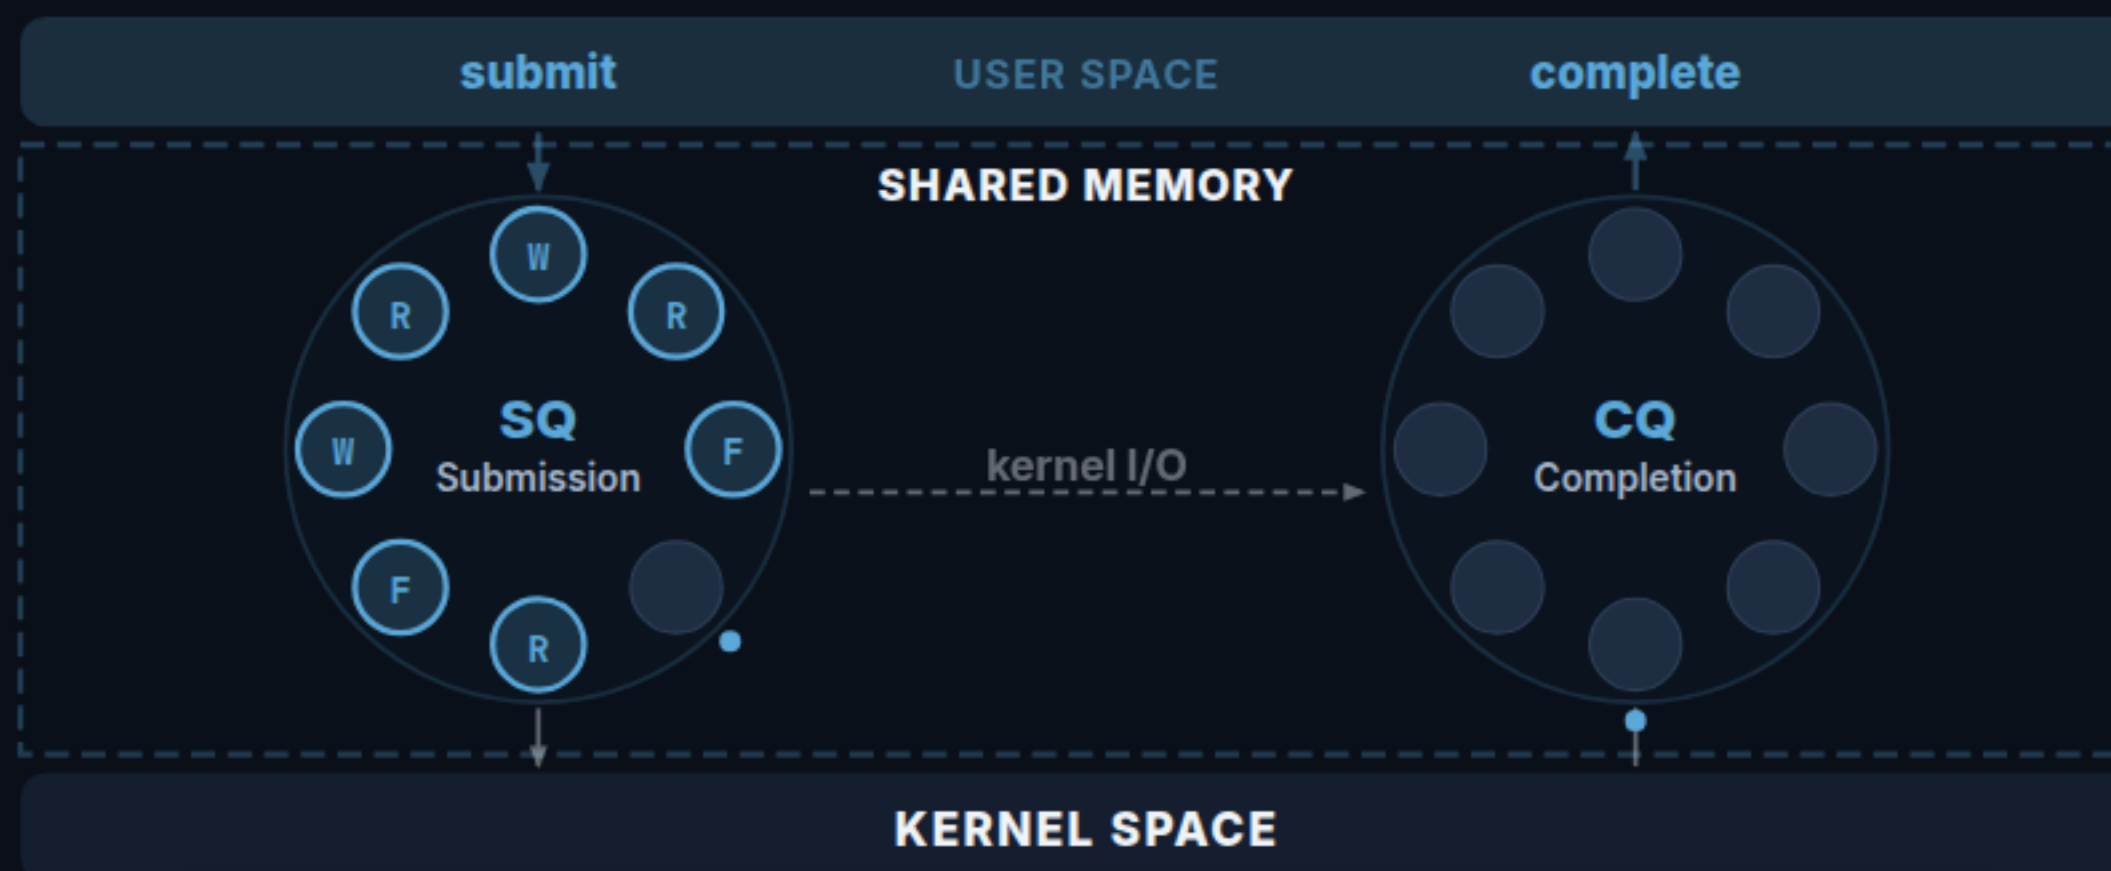 submit
USER SPACE
complete
SHARED MEMORY
W
R
R
SQ
Submission
W
F
kernel I/O
CQ
Completion
F
R
KERNEL SPACE